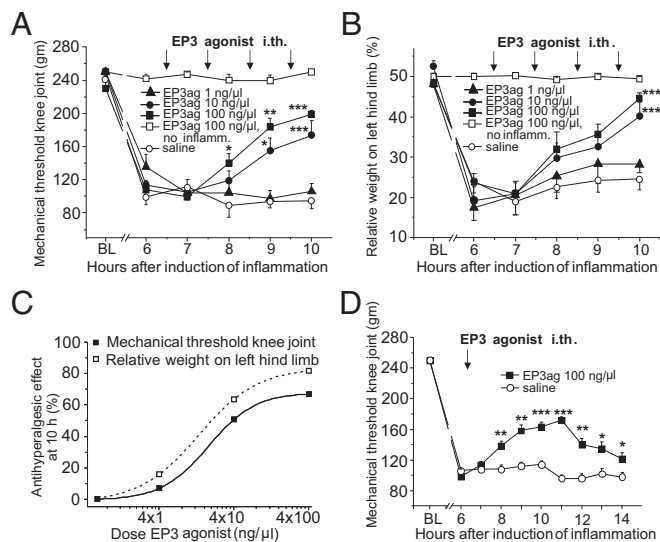 A
EP3 agonist i.th.
Mechanical threshold knee joint (gm)
280
240
200
160
120
80
EP3ag 1 ng/µl
EP3ag 10 ng/µl
EP3ag 100 ng/µl
EP3ag 100 ng/µl,
no inflamm.
saline
*
**
*
***
***
BL 6 7 8 9 10
Hours after induction of inflammation
B
EP3 agonist i.th.
Relative weight on left hind limb (%)
60
50
40
30
20
10
EP3ag 1 ng/µl
EP3ag 10 ng/µl
EP3ag 100 ng/µl
EP3ag 100 ng/µl,
no inflamm.
saline
***
***
BL 6 7 8 9 10
Hours after induction of inflammation
C
Antihyperalgesic effect
at 10 h (%)
100
80
60
40
20
0
Mechanical threshold knee joint
Relative weight on left hind limb
4x1 4x10 4x100
Dose EP3 agonist (ng/µl)
D
EP3 agonist i.th.
Mechanical threshold knee joint (gm)
280
240
200
160
120
80
EP3ag 100 ng/µl
saline
** ** *** *** ** * *
BL 6 8 10 12 14
Hours after induction of inflammation